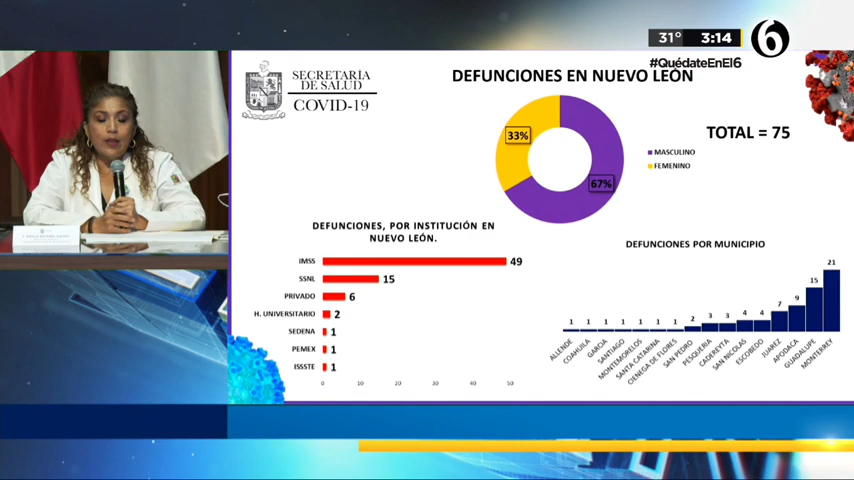 31° 3:14 6
#QuédateEnEl6
SECRETARÍA
DE SALUD
COVID-19
DEFUNCIONES EN NUEVO LEÓN
TOTAL = 75
33%
67%
MASCULINO
FEMENINO
DEFUNCIONES, POR INSTITUCIÓN EN
NUEVO LEÓN.
IMSS 49
SSNL 15
PRIVADO 6
H. UNIVERSITARIO 2
SEDENA 1
PEMEX 1
ISSSTE 1
0 10 20 30 40 50
DEFUNCIONES POR MUNICIPIO
1 1 1 1 1 1 1 2 3 3 4 4 7 9 15 21
ALLENDE
COAHUILA
GARCIA
SANTIAGO
MONTEMORELOS
SANTA CATARINA
CIENEGA DE FLORES
SAN PEDRO
PESQUERIA
CADEREYTA
SAN NICOLAS
ESCOBEDO
JUAREZ
APODACA
GUADALUPE
MONTERREY